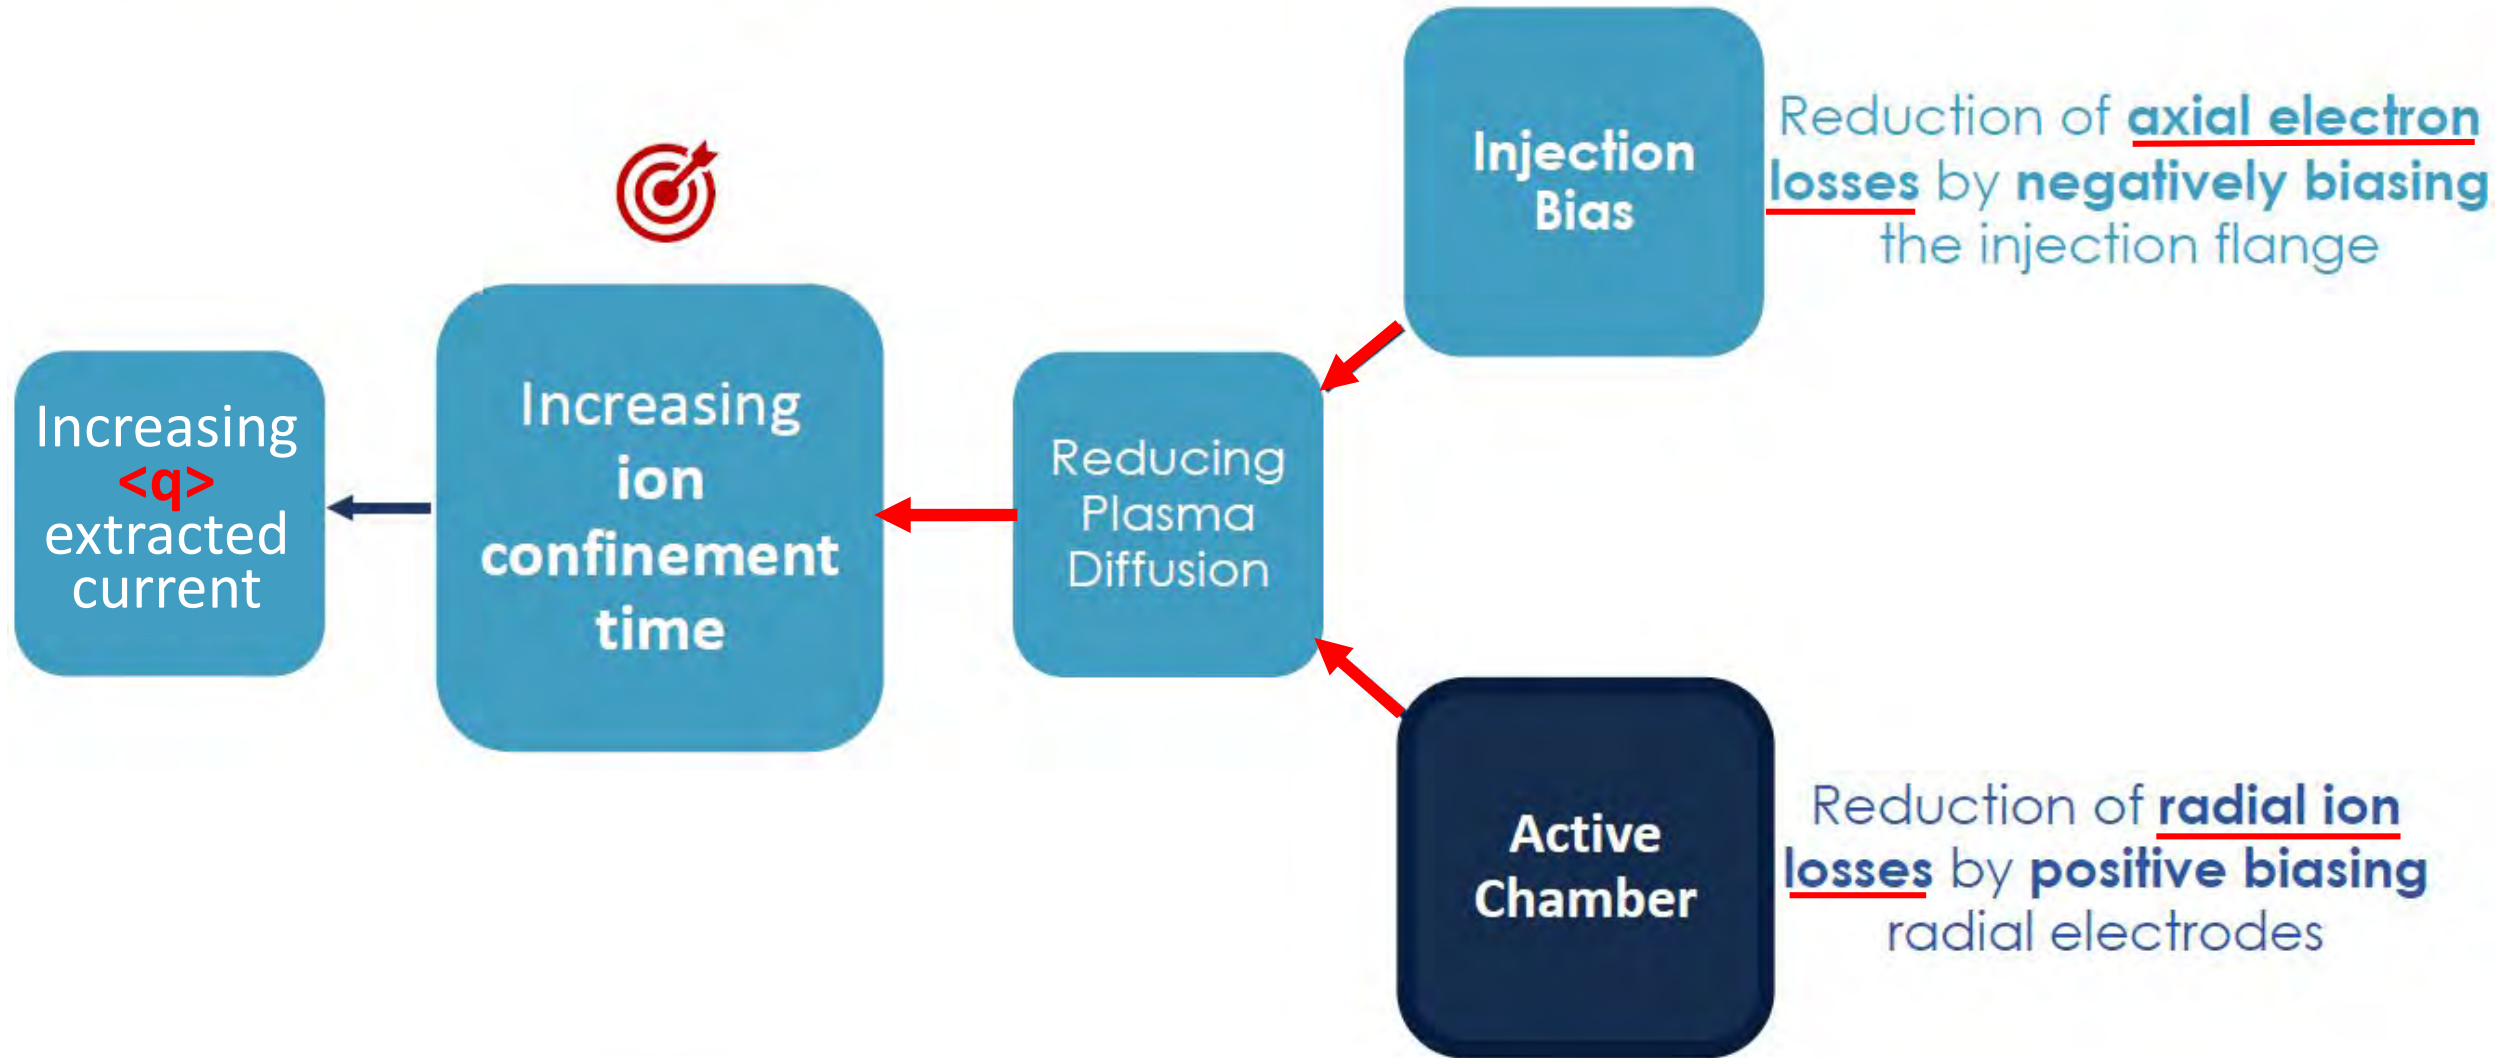 Increasing
<q>
extracted
current
Increasing
ion
confinement
time
Reducing
Plasma
Diffusion
Injection
Bias
Reduction of axial electron
losses by negatively biasing
the injection flange
Active
Chamber
Reduction of radial ion
losses by positive biasing
radial electrodes